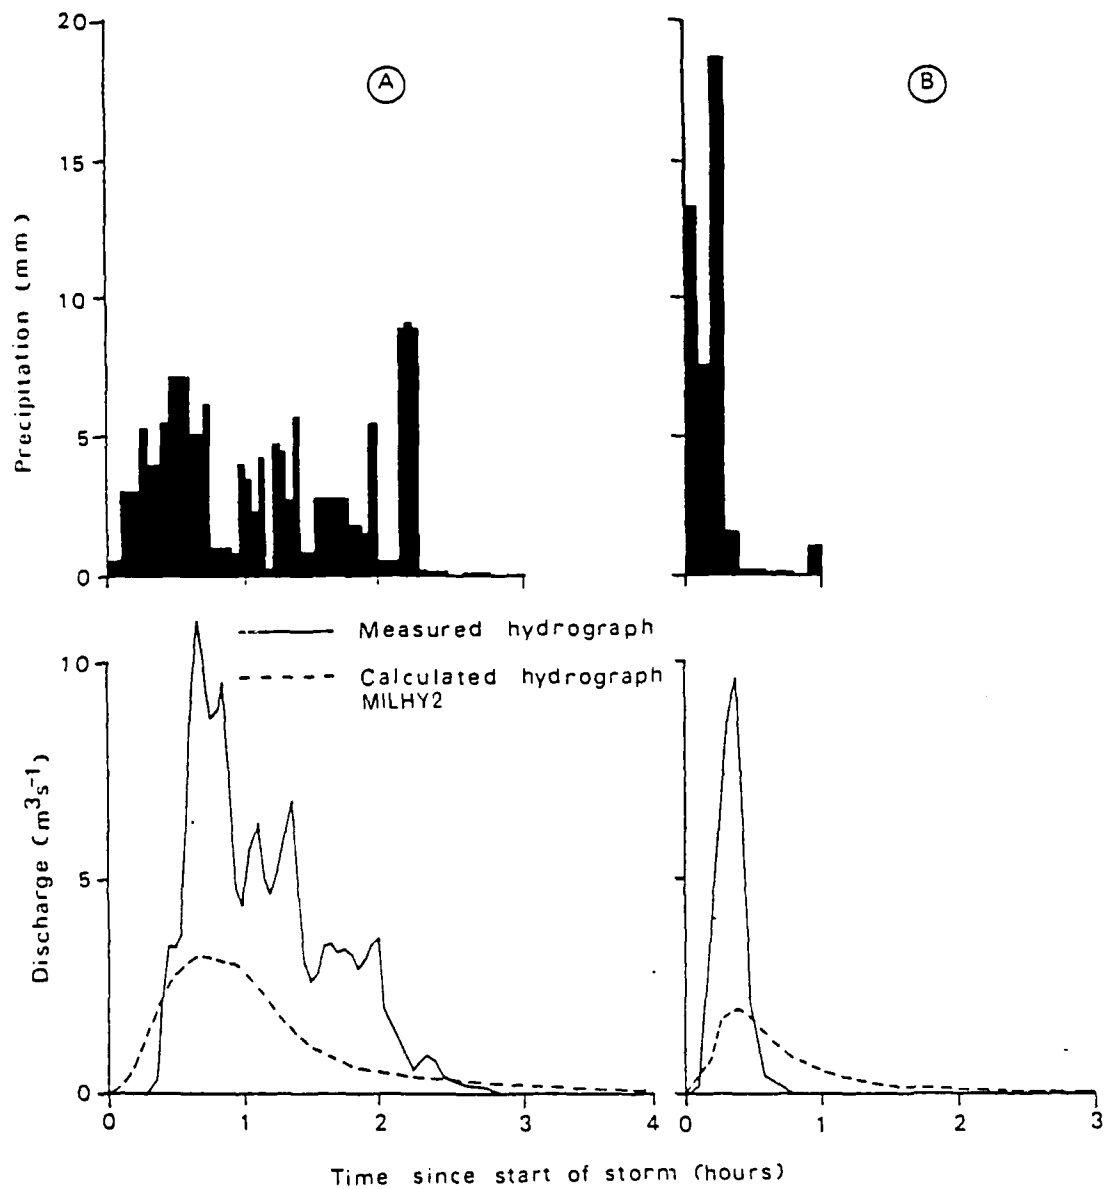 20
15
10
5
0
Precipitation (mm)
A
B
Measured hydrograph
Calculated hydrograph
MILHY2
10
5
0
Discharge (m³s⁻¹)
0 1 2 3 4
0 1 2 3
Time since start of storm (hours)